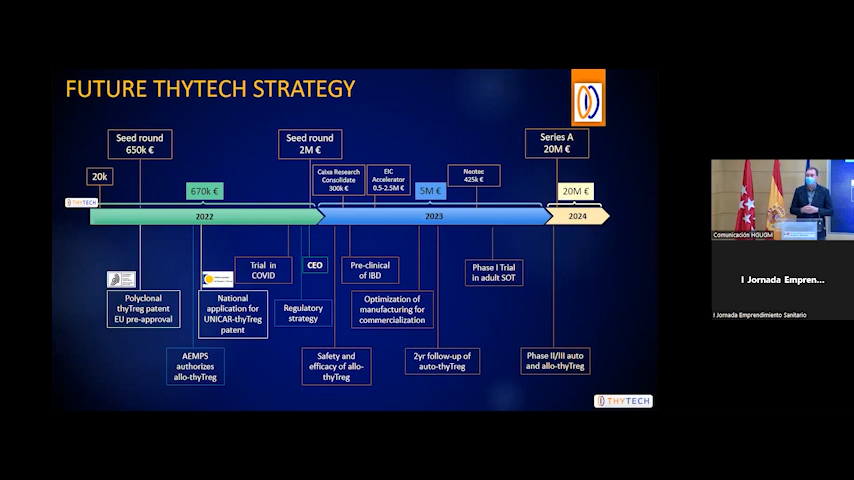 FUTURE THYTECH STRATEGY
Seed round
650k €
Seed round
2M €
Series A
20M €
20k
Caixa Research
Consolidate
300k €
EIC
Accelerator
0.5-2.5M €
Neotec
425k €
670k €
5M €
20M €
THYTECH
2022
2023
2024
Trial in
COVID
CEO
Pre-clinical
of IBD
Phase I Trial
in adult SOT
Polyclonal
thyTreg patent
EU pre-approval
National
application for
UNICAR-thyTreg
patent
Regulatory
strategy
Optimization of
manufacturing for
commercialization
AEMPS
authorizes
allo-thyTreg
Safety and
efficacy of allo-
thyTreg
2yr follow-up of
auto-thyTreg
Phase II/III auto
and allo-thyTreg
THYTECH
Comunicación HGUGM
I Jornada Empren...
I Jornada Emprendimiento Sanitario